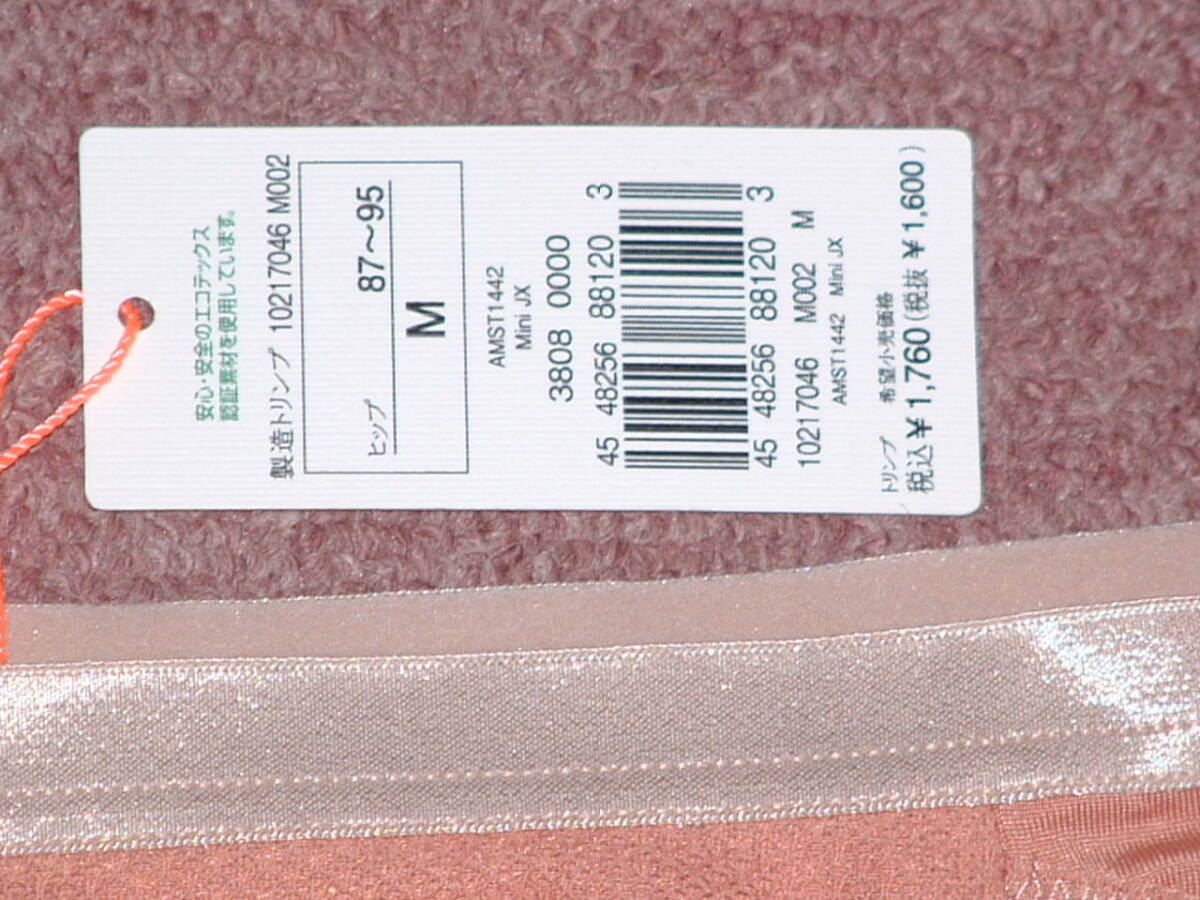 安心・安全のエコテックス
認証素材を使用しています。
製造トリンプ 10217046 M002
ヒップ 87~95
M
AMST1442
Mini JX
3808 0000
45 48256 88120 3
45 48256 88120 3
10217046 M002 M
AMST1442 Mini JX
トリンプ 希望小売価格
税込¥1,760(税抜 ¥1,600)